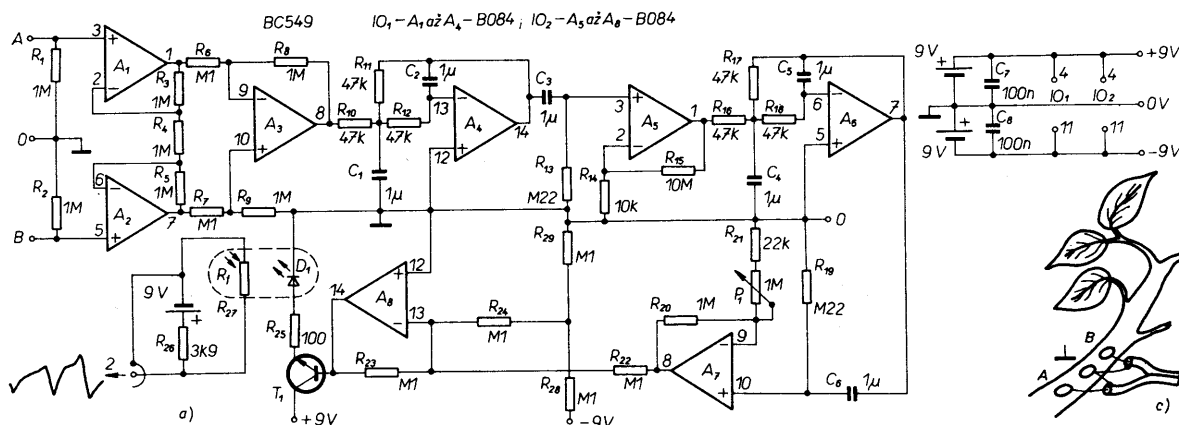 BC549
IO1-A1 až A4-B084 ; IO2-A5 až A8-B084
A
R1
1M
0
R2
1M
B
3
2
1
A1
R3
1M
R4
1M
R5
1M
6
5
7
A2
R6
M1
R7
M1
R8
1M
9
10
8
A3
R9
1M
R10
47k
R11
47k
R12
47k
C1
1µ
C2
1µ
13
12
14
A4
C3
1µ
R13
M22
3
2
1
A5
R14
10k
R15
10M
R16
47k
R17
47k
R18
47k
C4
1µ
C5
1µ
6
5
7
A6
0
R29
M1
R21
22k
P1
1M
R19
M22
R20
1M
9
10
8
A7
C6
1µ
R22
M1
R24
M1
R23
M1
R28
M1
-9V
12
13
14
A8
D1
R25
100
T1
+9V
Rf
R27
9V
+
R26
3k9
2
a)
9V
+
9V
+
C7
100n
C8
100n
4
IO1
11
4
IO2
11
+9V
0V
-9V
A
B
c)